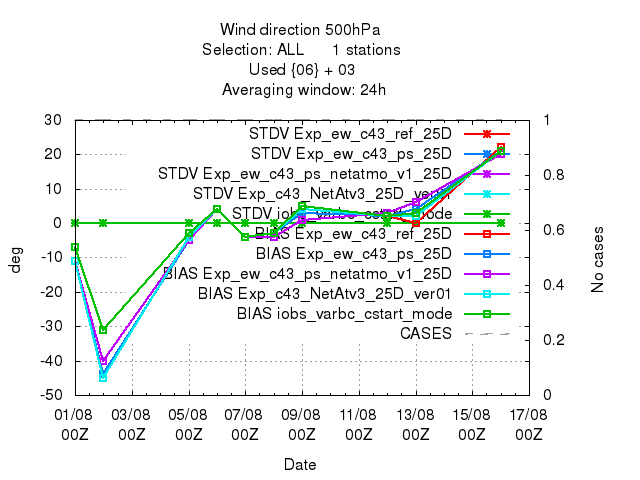 Wind direction 500hPa
Selection: ALL 1 stations
Used {06} + 03
Averaging window: 24h
30
20
10
0
-10
-20
-30
-40
-50
deg
1
0.8
0.6
0.4
0.2
0
No cases
STDV Exp_ew_c43_ref_25D
STDV Exp_ew_c43_ps_25D
STDV Exp_ew_c43_ps_netatmo_v1_25D
STDV Exp_c43_NetAtv3_25D_ver01
STDV iobs_varbc_cstart_mode
BIAS Exp_ew_c43_ref_25D
BIAS Exp_ew_c43_ps_25D
BIAS Exp_ew_c43_ps_netatmo_v1_25D
BIAS Exp_c43_NetAtv3_25D_ver01
BIAS iobs_varbc_cstart_mode
CASES
01/08 03/08 05/08 07/08 09/08 11/08 13/08 15/08 17/08
00Z 00Z 00Z 00Z 00Z 00Z 00Z 00Z 00Z
Date